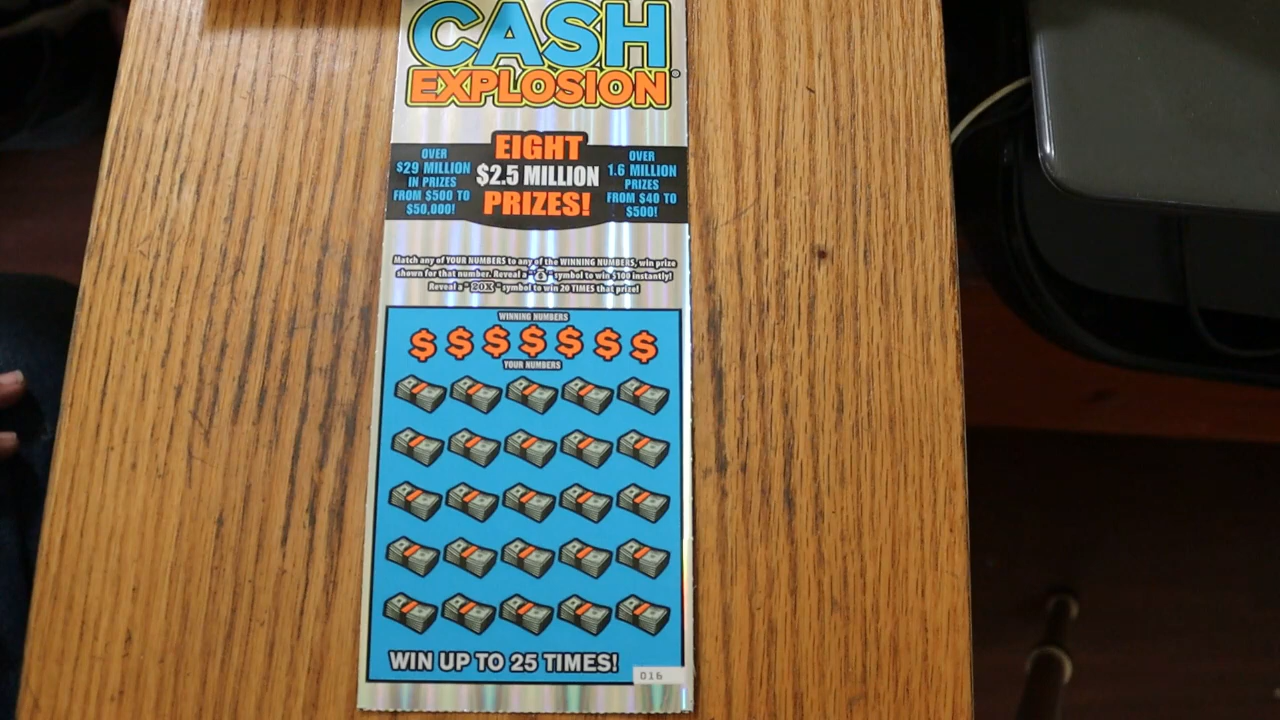 CASH
EXPLOSION®
OVER
$29 MILLION
IN PRIZES
FROM $500 TO
$50,000!
EIGHT
$2.5 MILLION
PRIZES!
OVER
1.6 MILLION
PRIZES
FROM $40 TO
$500!
Match any of YOUR NUMBERS to any of the WINNING NUMBERS, win prize
shown for that number. Reveal a " " symbol to win $100 instantly!
Reveal a " 20X " symbol to win 20 TIMES that prize!
WINNING NUMBERS
$ $ $ $ $ $ $
YOUR NUMBERS
WIN UP TO 25 TIMES!
016